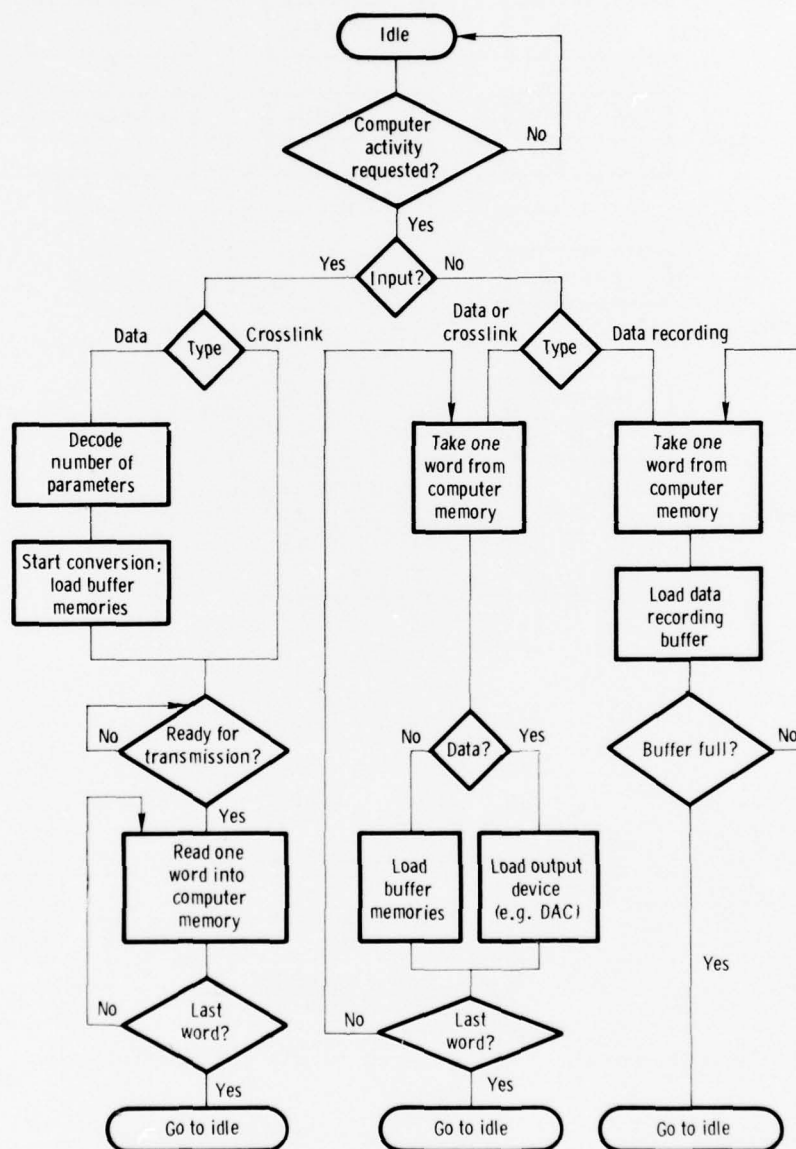 Idle
Computer
activity
requested?
No
Yes
Yes
Input?
No
Data
Type
Crosslink
Data or
crosslink
Type
Data recording
Decode
number of
parameters
Take one
word from
computer
memory
Take one
word from
computer
memory
Start conversion;
load buffer
memories
Load data
recording
buffer
No
Ready for
transmission?
Yes
No
Data?
Yes
Buffer full?
No
Read one
word into
computer
memory
Load
buffer
memories
Load output
device
(e.g. DAC)
Yes
No
Last
word?
Yes
No
Last
word?
Yes
Go to idle
Go to idle
Go to idle